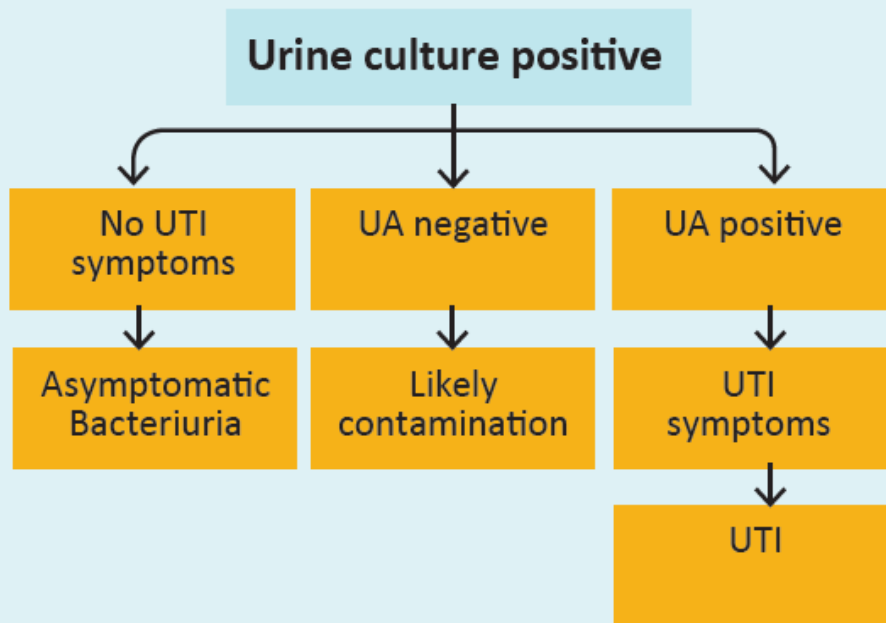 Urine culture positive
No UTI
symptoms
UA negative
UA positive
Asymptomatic
Bacteriuria
Likely
contamination
UTI
symptoms
UTI